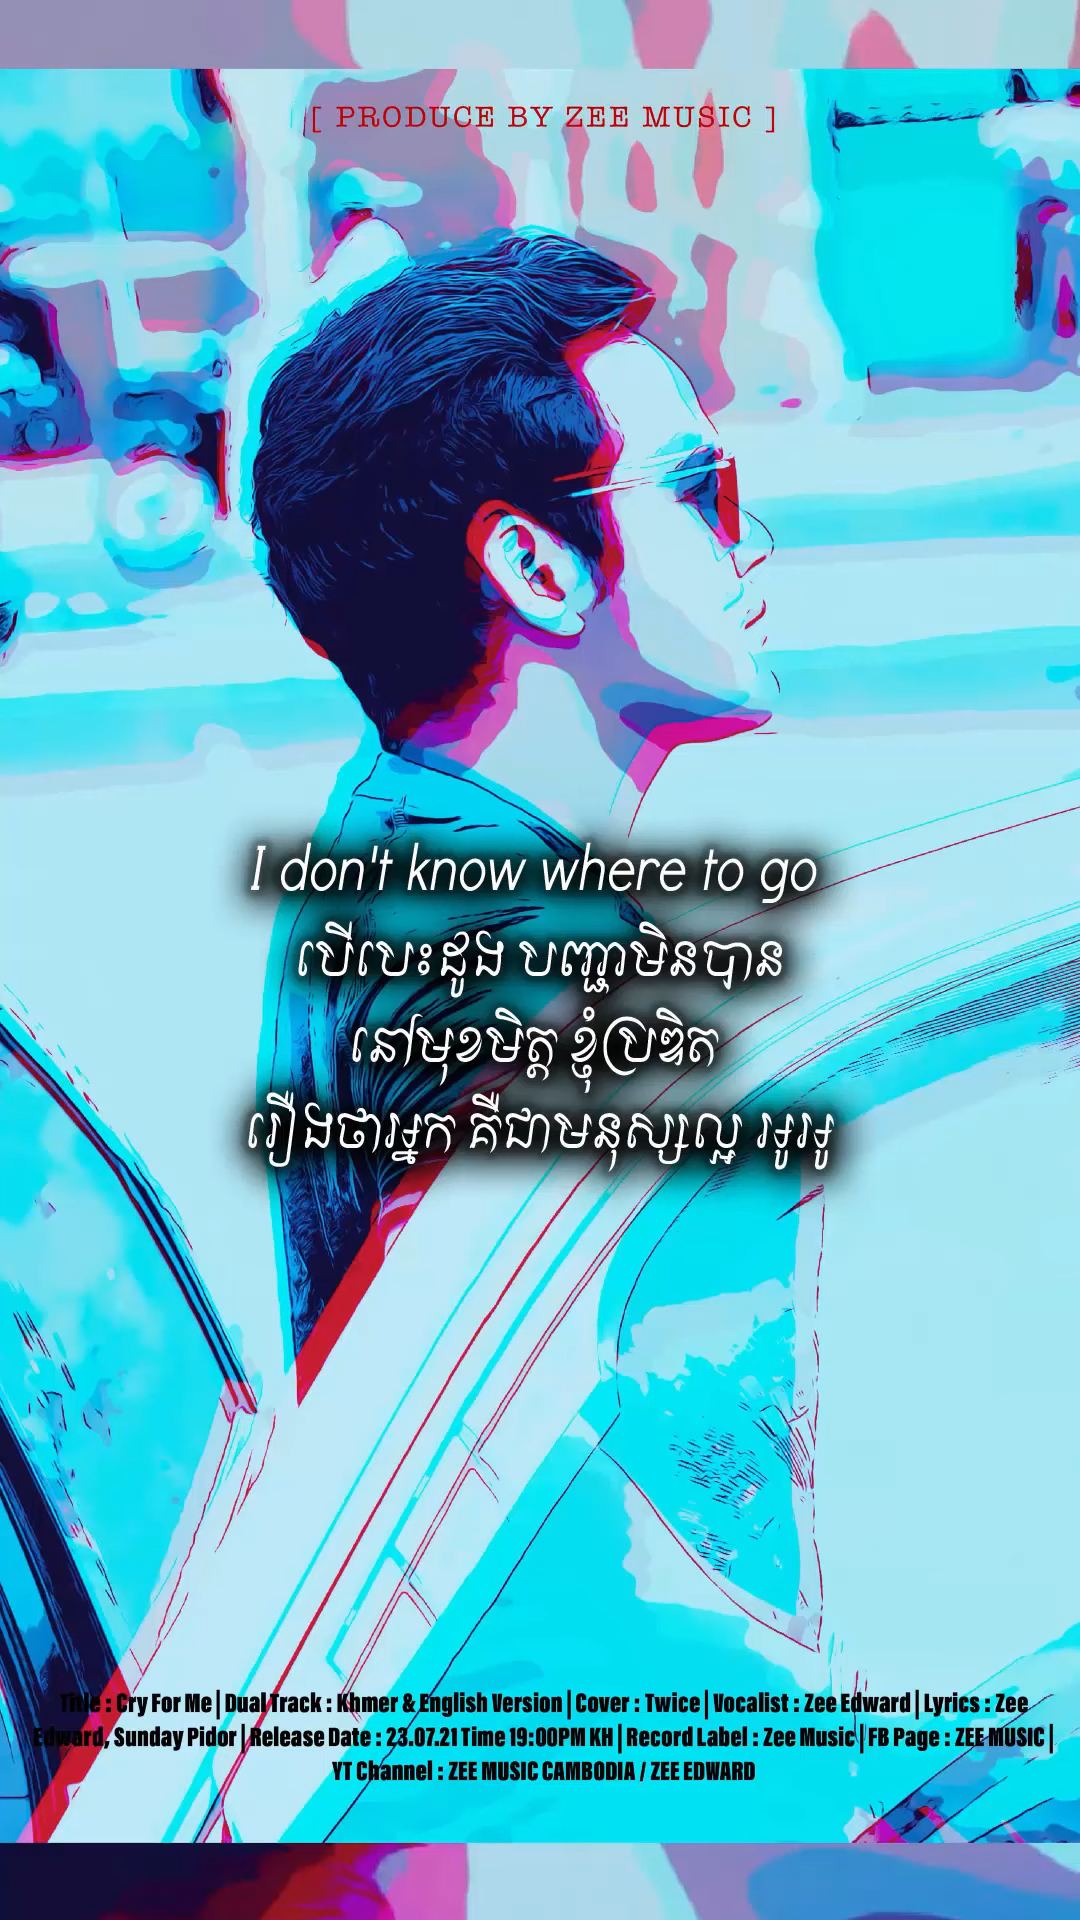 [ PRODUCE BY ZEE MUSIC ]
I don't know where to go
បើបេះដូង បញ្ជាមិនបាន
នៅមុខមិត្ត ខ្ញុំប្រឌិត
រឿងថាអ្នក គឺជាមនុស្សល្អ អូរអូ
Title : Cry For Me | Dual Track : Khmer & English Version | Cover : Twice | Vocalist : Zee Edward | Lyrics : Zee
Edward, Sunday Pidor | Release Date : 23.07.21 Time 19:00PM KH | Record Label : Zee Music | FB Page : ZEE MUSIC |
YT Channel : ZEE MUSIC CAMBODIA / ZEE EDWARD